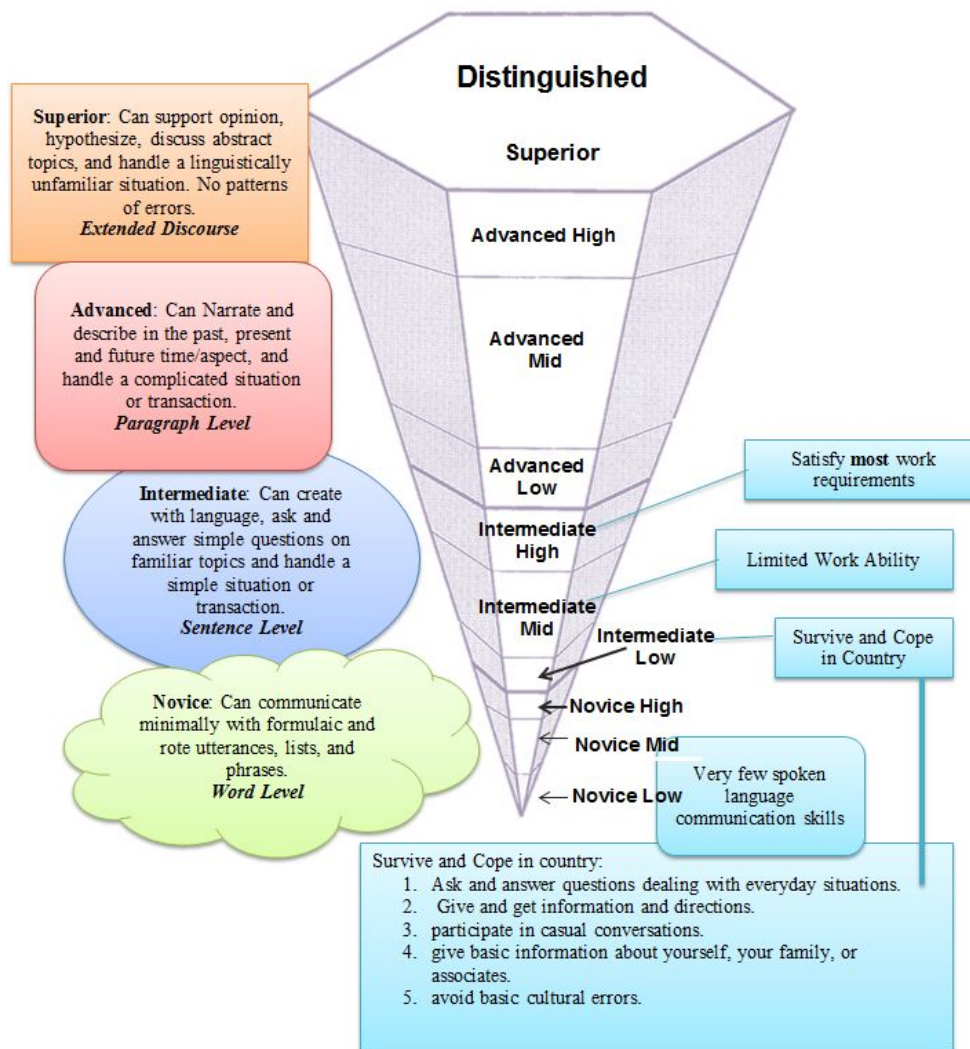 Distinguished
Superior
Superior: Can support opinion,
hypothesize, discuss abstract
topics, and handle a linguistically
unfamiliar situation. No patterns
of errors.
Extended Discourse
Advanced High
Advanced: Can Narrate and
describe in the past, present
and future time/aspect, and
handle a complicated situation
or transaction.
Paragraph Level
Advanced
Mid
Advanced
Low
Satisfy most work
requirements
Intermediate: Can create
with language, ask and
answer simple questions on
familiar topics and handle a
simple situation or
transaction.
Sentence Level
Intermediate
High
Limited Work Ability
Intermediate
Mid
Intermediate
Low
Survive and Cope
in Country
Novice: Can communicate
minimally with formulaic and
rote utterances, lists, and
phrases.
Word Level
Novice High
Novice Mid
Novice Low
Very few spoken
language
communication skills
Survive and Cope in country:
1. Ask and answer questions dealing with everyday situations.
2. Give and get information and directions.
3. participate in casual conversations.
4. give basic information about yourself, your family, or
associates.
5. avoid basic cultural errors.